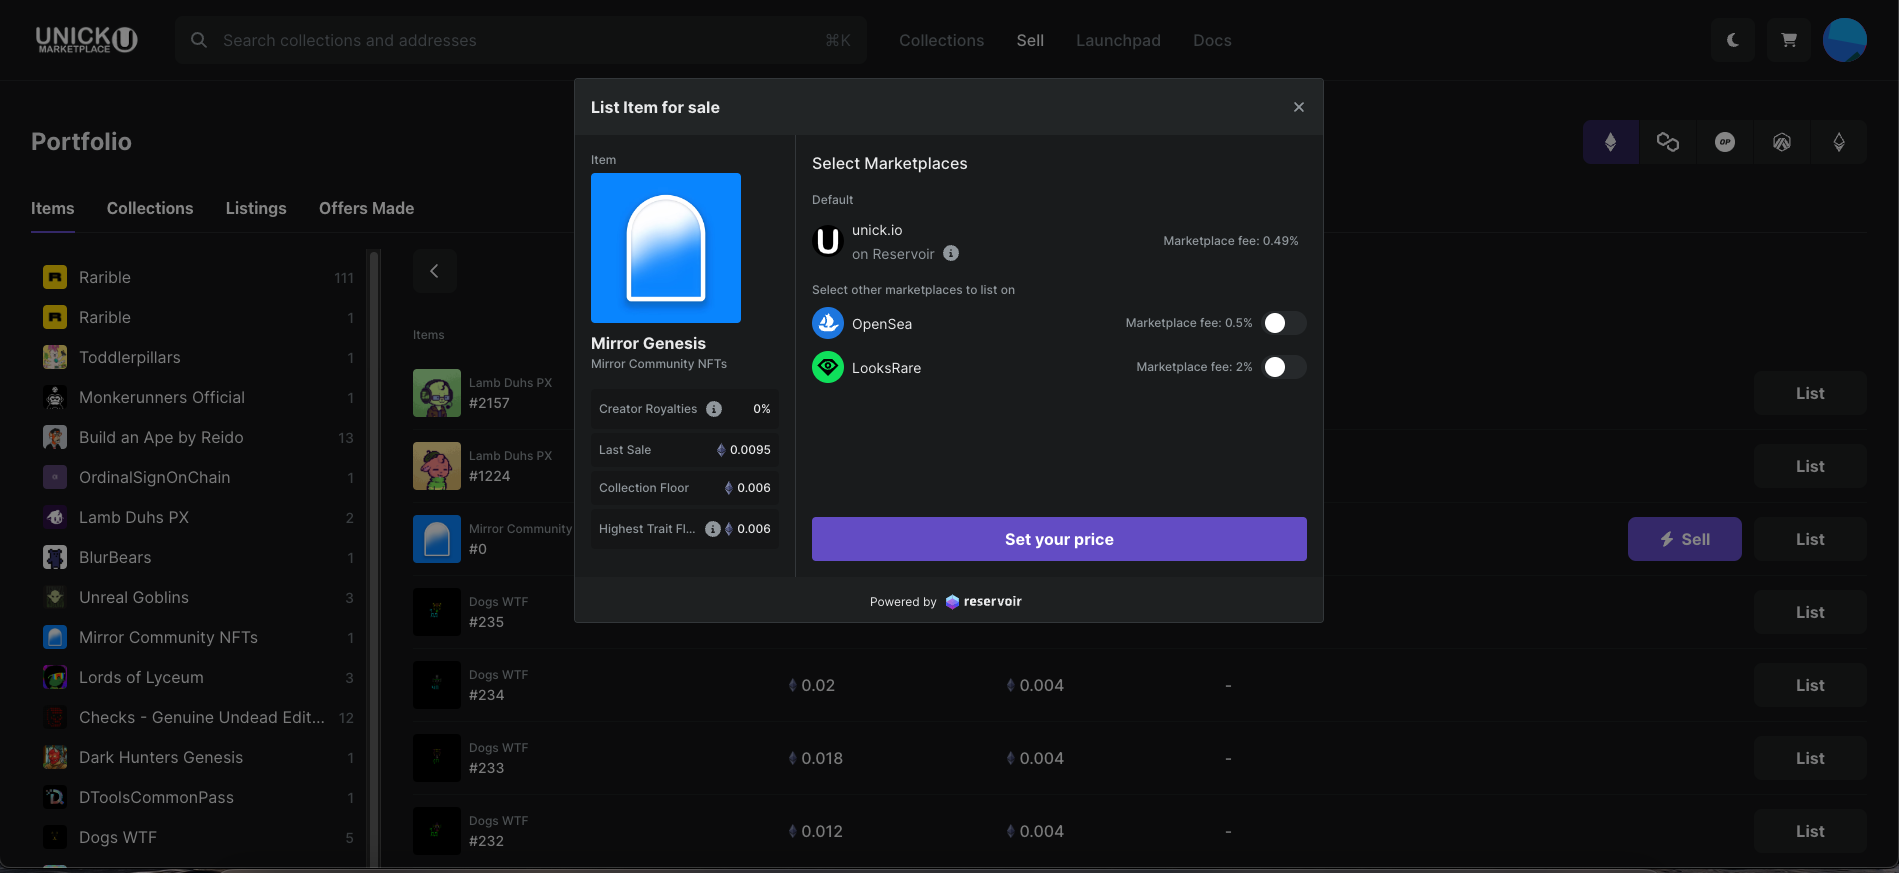 UNICK
MARKETPLACE
Search collections and addresses
⌘K
Collections
Sell
Launchpad
Docs
Portfolio
OP
Items
Collections
Listings
Offers Made
Rarible 111
Rarible 1
Toddlerpillars 1
Monkerunners Official 1
Build an Ape by Reido 13
OrdinalSignOnChain 1
Lamb Duhs PX 2
BlurBears 1
Unreal Goblins 3
Mirror Community NFTs 1
Lords of Lyceum 3
Checks - Genuine Undead Edit... 12
Dark Hunters Genesis 1
DToolsCommonPass 1
Dogs WTF 5
Items
Lamb Duhs PX
#2157
List
Lamb Duhs PX
#1224
List
Mirror Community
#0
Sell
List
Dogs WTF
#235
List
Dogs WTF
#234
0.02
0.004
-
List
Dogs WTF
#233
0.018
0.004
-
List
Dogs WTF
#232
0.012
0.004
-
List
List Item for sale
Item
Mirror Genesis
Mirror Community NFTs
Creator Royalties 0%
Last Sale 0.0095
Collection Floor 0.006
Highest Trait Fl... 0.006
Select Marketplaces
Default
unick.io
on Reservoir
Marketplace fee: 0.49%
Select other marketplaces to list on
OpenSea
Marketplace fee: 0.5%
LooksRare
Marketplace fee: 2%
Set your price
Powered by reservoir